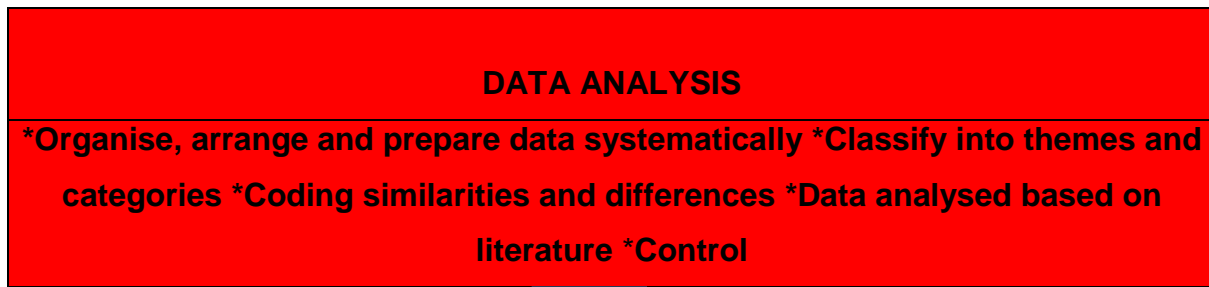 DATA ANALYSIS
*Organise, arrange and prepare data systematically *Classify into themes and
categories *Coding similarities and differences *Data analysed based on
literature *Control